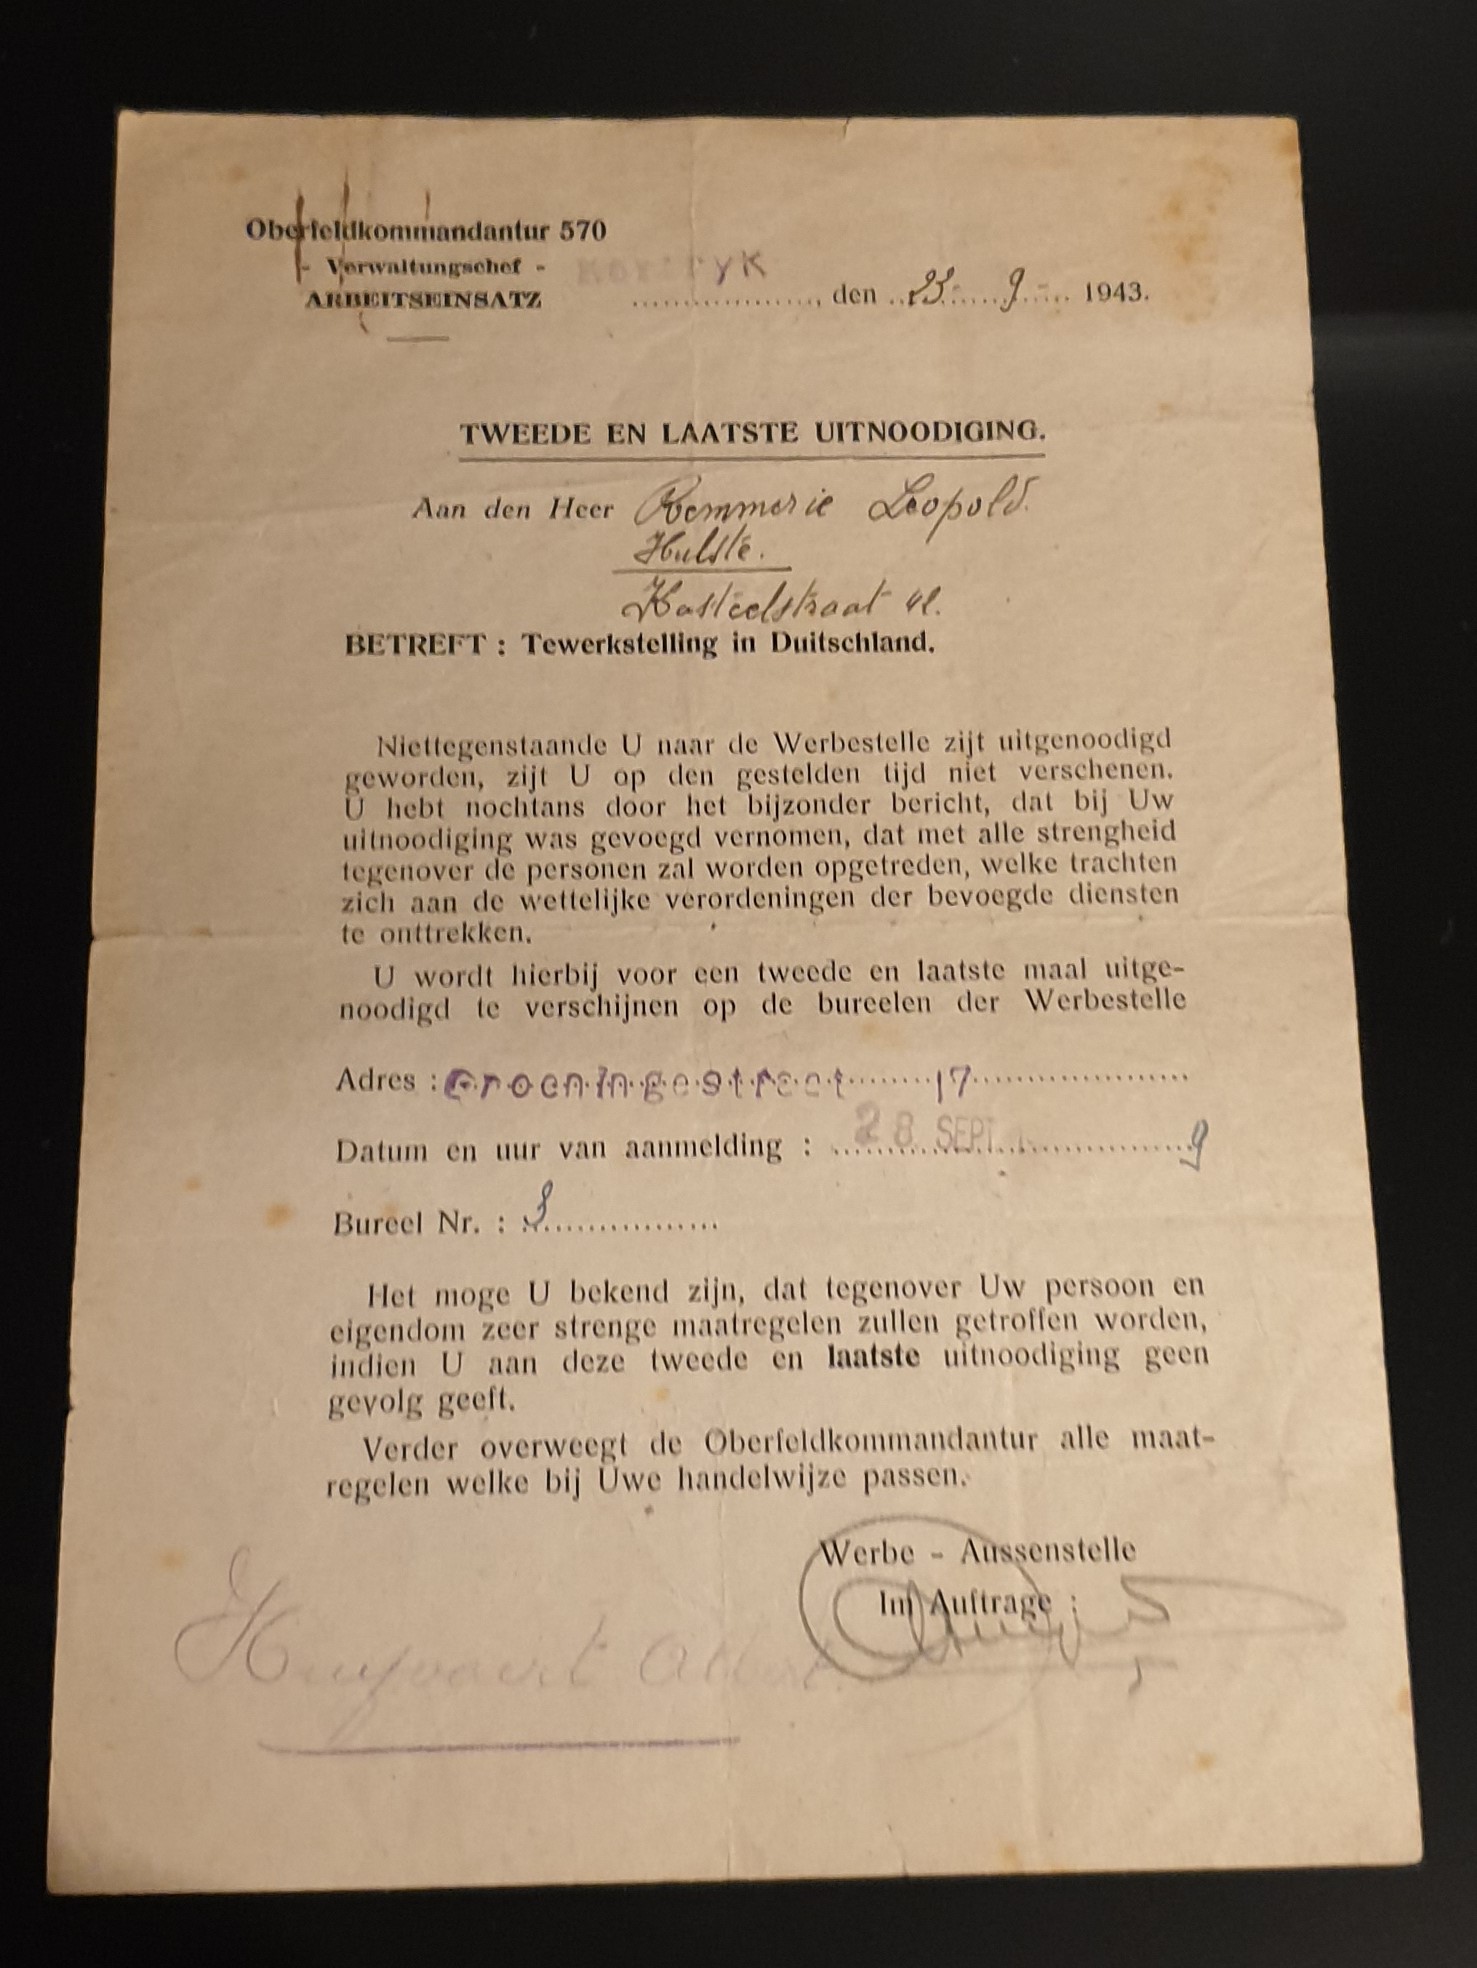 Oberfeldkommandantur 570
- Verwaltungschef -
ARBEITSEINSATZ
Kortryk, den 23-9-1943.
TWEEDE EN LAATSTE UITNOODIGING.
Aan den Heer Remmerie Leopold.
Hulste.
Kasteelstraat
BETREFT : Tewerkstelling in Duitschland.
Niettegenstaande U naar de Werbestelle zijt uitgenoodigd
geworden, zijt U op den gestelden tijd niet verschenen.
U hebt nochtans door het bijzonder bericht, dat bij Uw
uitnoodiging was gevoegd vernomen, dat met alle strengheid
tegenover de personen zal worden opgetreden, welke trachten
zich aan de wettelijke verordeningen der bevoegde diensten
te onttrekken.
U wordt hierbij voor een tweede en laatste maal uitge-
noodigd te verschijnen op de bureelen der Werbestelle
Adres : Groeningestraat 17
Datum en uur van aanmelding : 28 SEPT. 9
Bureel Nr. : 3
Het moge U bekend zijn, dat tegenover Uw persoon en
eigendom zeer strenge maatregelen zullen getroffen worden,
indien U aan deze tweede en laatste uitnoodiging geen
gevolg geeft.
Verder overweegt de Oberfeldkommandantur alle maat-
regelen welke bij Uwe handelwijze passen.
Werbe - Aussenstelle
Im Auftrage :